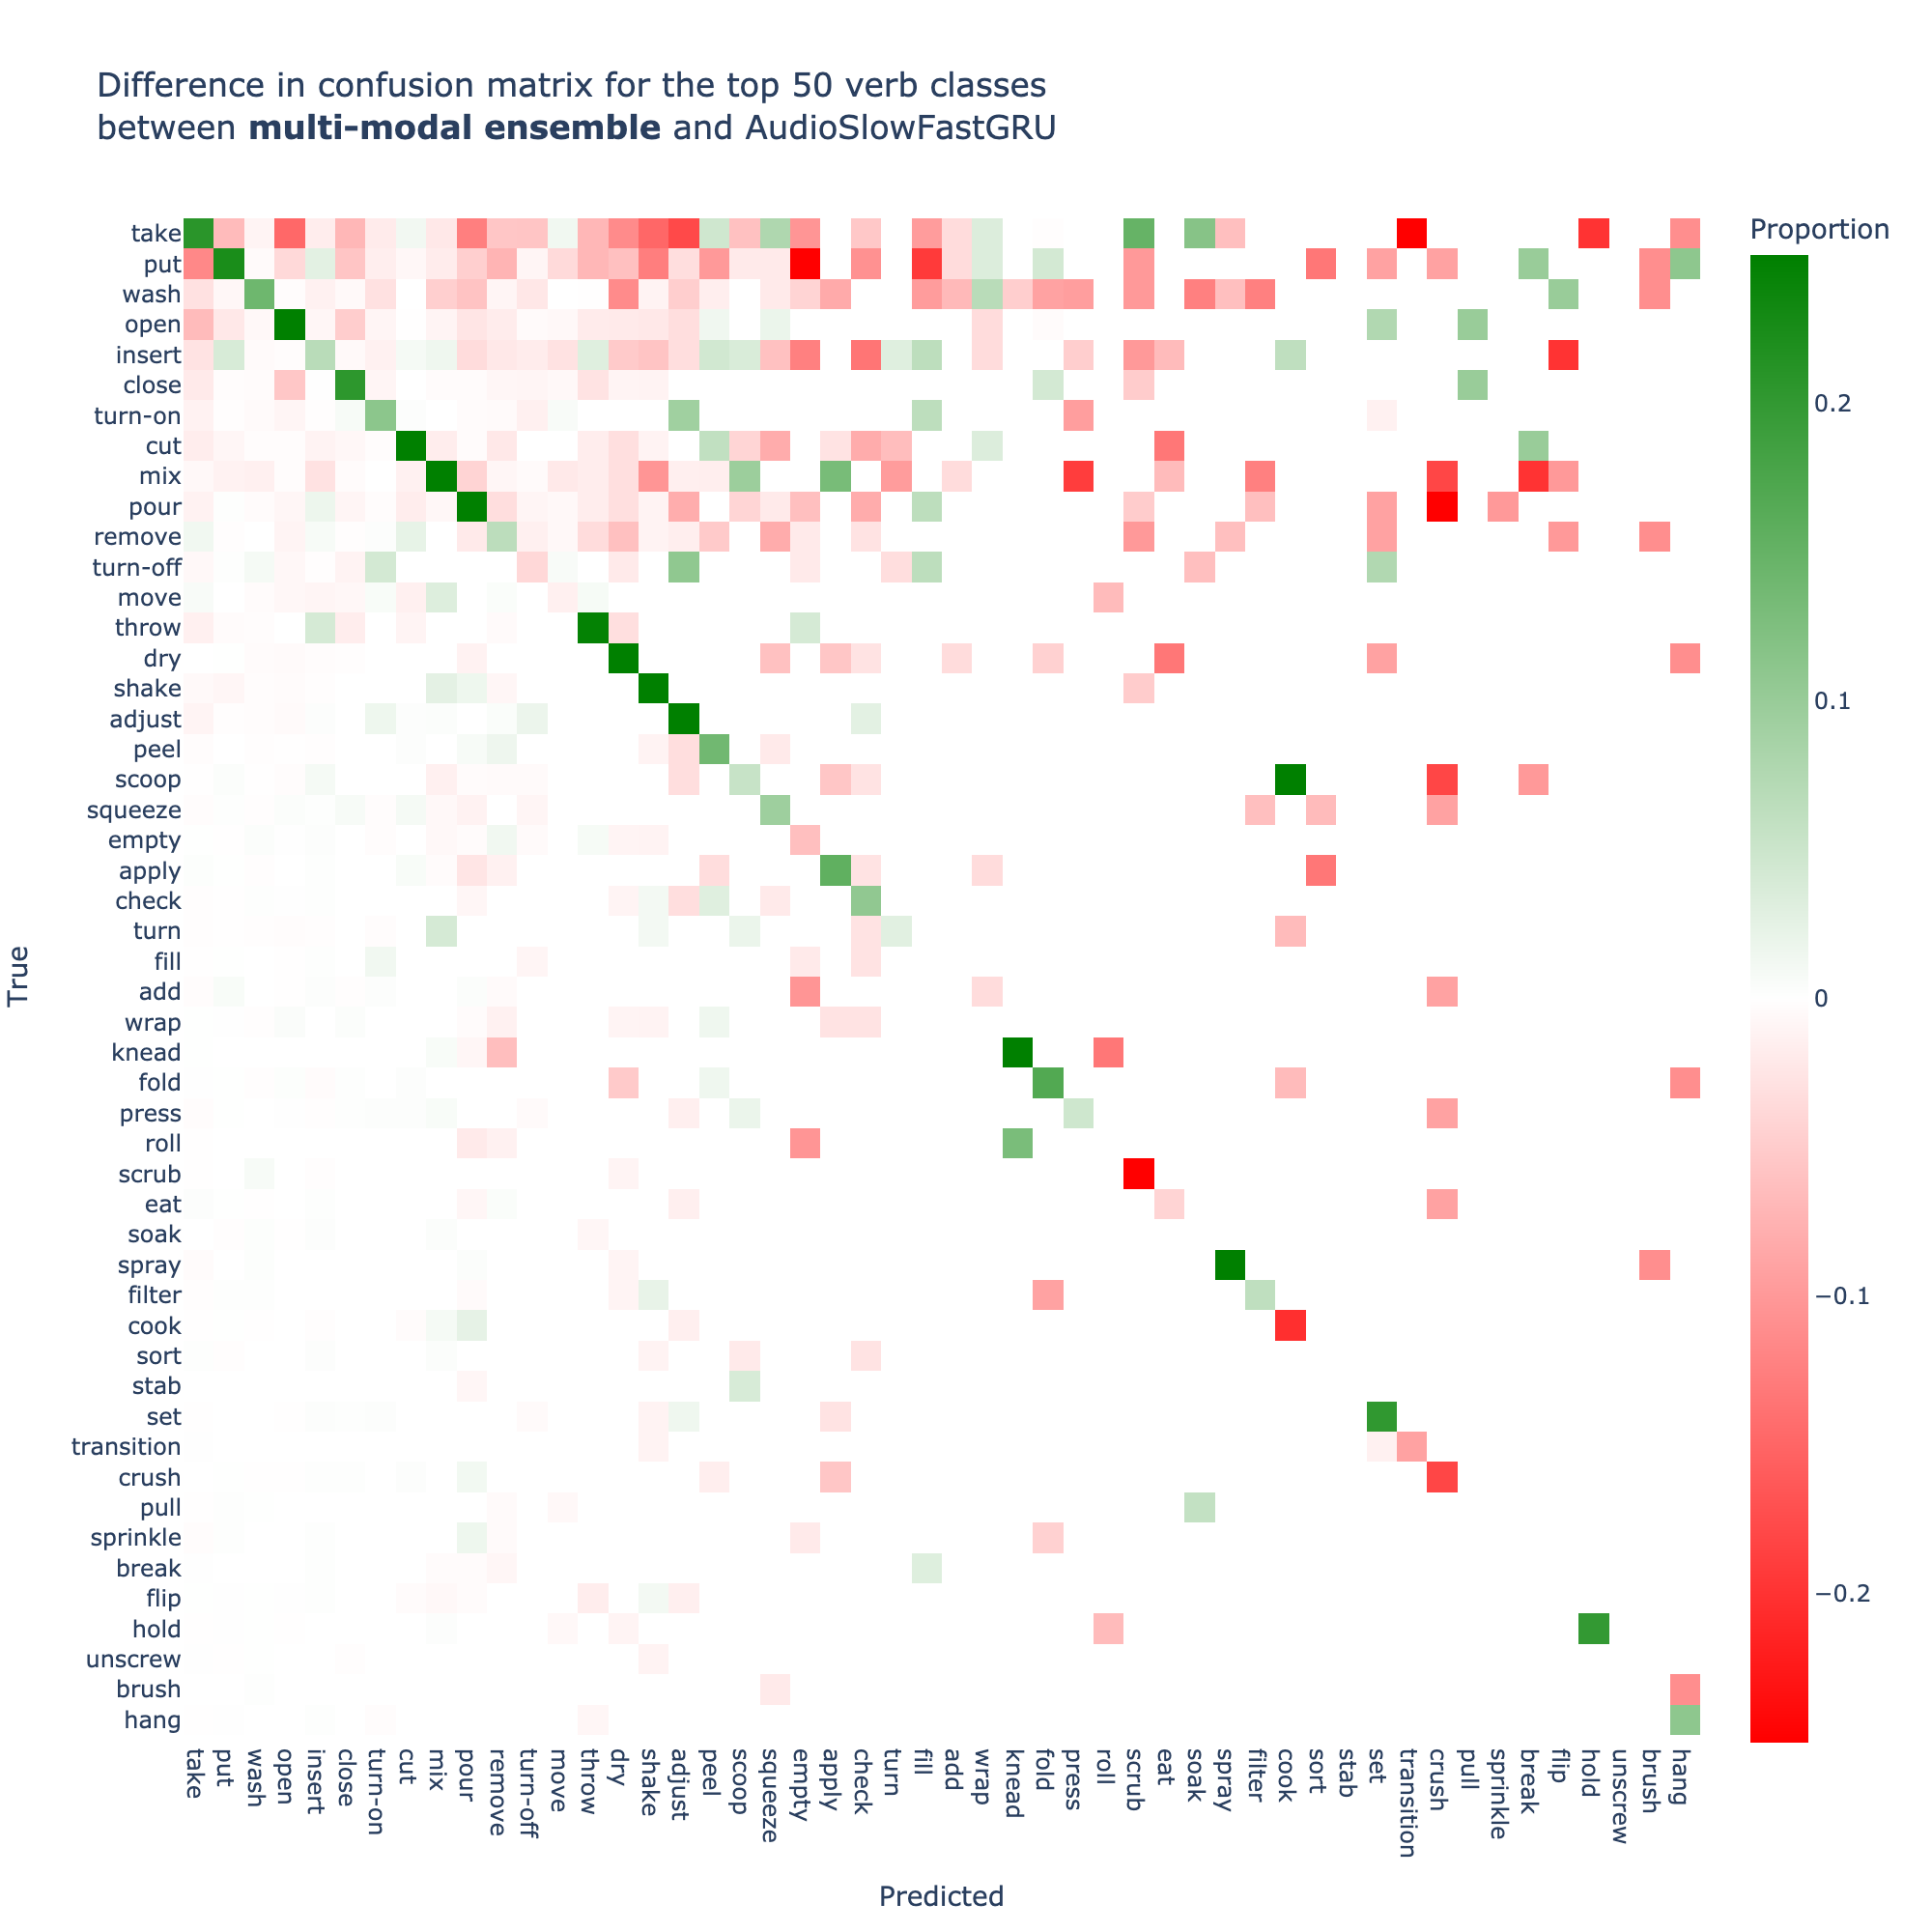 Difference in confusion matrix for the top 50 verb classes
between multi-modal ensemble and AudioSlowFastGRU
Proportion
take
put
wash
open
insert
close
turn-on
cut
mix
pour
remove
turn-off
move
throw
dry
shake
adjust
peel
scoop
squeeze
empty
apply
check
turn
fill
add
wrap
knead
fold
press
roll
scrub
eat
soak
spray
filter
cook
sort
stab
set
transition
crush
pull
sprinkle
break
flip
hold
unscrew
brush
hang
True
take
put
wash
open
insert
close
turn-on
cut
mix
pour
remove
turn-off
move
throw
dry
shake
adjust
peel
scoop
squeeze
empty
apply
check
turn
fill
add
wrap
knead
fold
press
roll
scrub
eat
soak
spray
filter
cook
sort
stab
set
transition
crush
pull
sprinkle
break
flip
hold
unscrew
brush
hang
Predicted
0.2
0.1
0
−0.1
−0.2